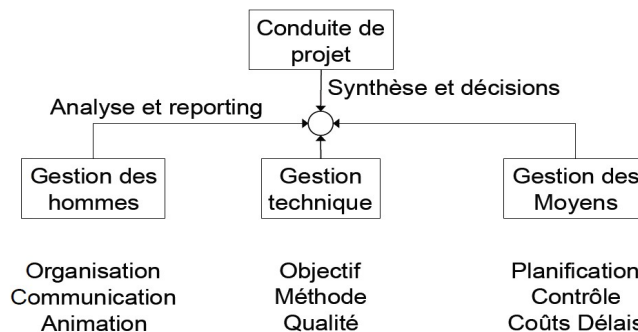 Conduite de
projet
Synthèse et décisions
Analyse et reporting
Gestion des
hommes
Gestion
technique
Gestion des
Moyens
Organisation
Communication
Animation
Objectif
Méthode
Qualité
Planification
Contrôle
Coûts Délais